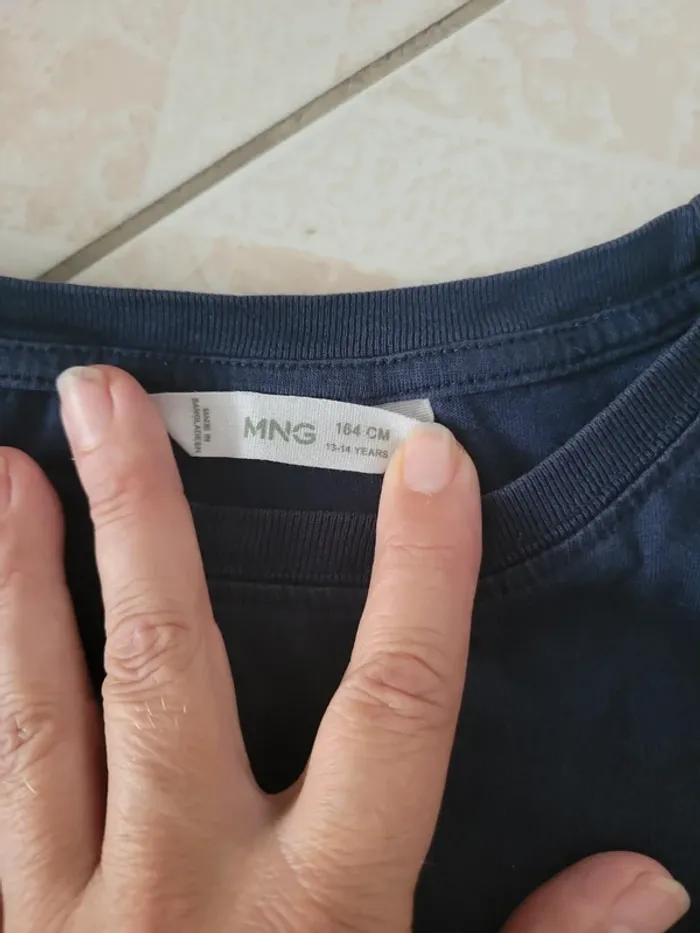 MADE IN
BANGLADESH
MNG
164 CM
13-14 YEARS